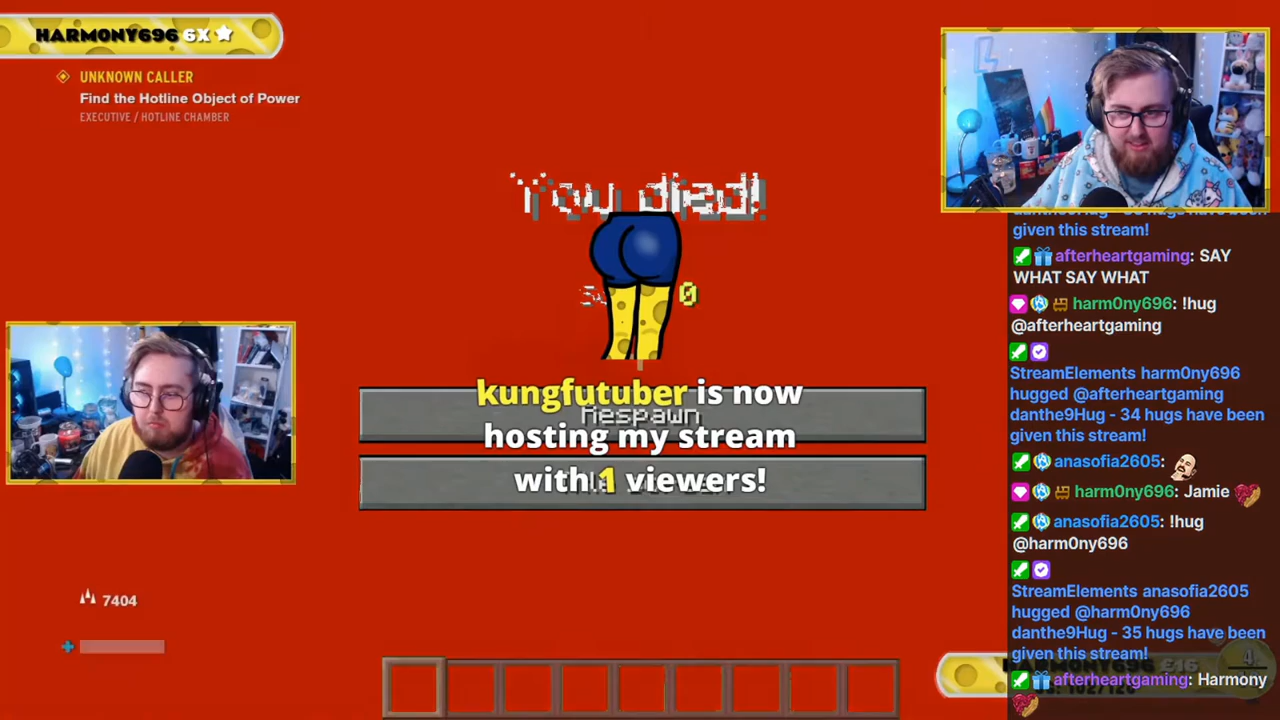 HARMONY696 6X
UNKNOWN CALLER
Find the Hotline Object of Power
EXECUTIVE / HOTLINE CHAMBER
You died!
0
kungfutuber is now
hosting my stream
with 1 viewers!
Respawn
7404
given this stream!
afterheartgaming: SAY
WHAT SAY WHAT
harm0ny696: !hug
@afterheartgaming
StreamElements harm0ny696
hugged @afterheartgaming
danthe9Hug - 34 hugs have been
given this stream!
anasofia2605:
harm0ny696: Jamie
anasofia2605: !hug
@harm0ny696
StreamElements anasofia2605
hugged @harm0ny696
danthe9Hug - 35 hugs have been
given this stream!
afterheartgaming: Harmony
HARMONY696 £16